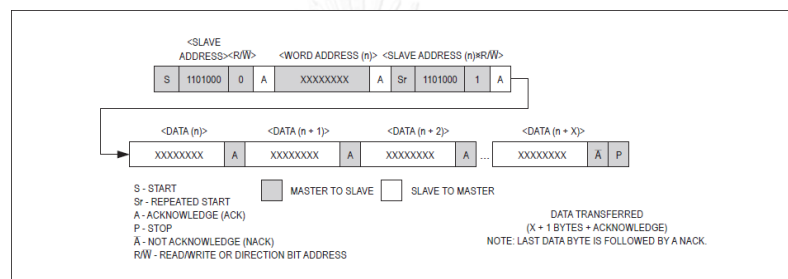 <SLAVE
ADDRESS><R/W̅> <WORD ADDRESS (n)> <SLAVE ADDRESS (n)><R/W̅>
S 1101000 0 A XXXXXXXX A Sr 1101000 1 A
<DATA (n)> <DATA (n + 1)> <DATA (n + 2)> <DATA (n + X)>
XXXXXXXX A XXXXXXXX A XXXXXXXX A ... XXXXXXXX A̅ P
S - START
Sr - REPEATED START
A - ACKNOWLEDGE (ACK)
P - STOP
A̅ - NOT ACKNOWLEDGE (NACK)
R/W̅ - READ/WRITE OR DIRECTION BIT ADDRESS
MASTER TO SLAVE
SLAVE TO MASTER
DATA TRANSFERRED
(X + 1 BYTES + ACKNOWLEDGE)
NOTE: LAST DATA BYTE IS FOLLOWED BY A NACK.